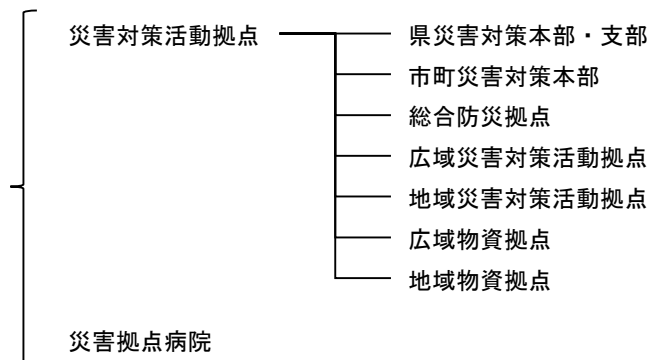 災害対策活動拠点
県災害対策本部・支部
市町災害対策本部
総合防災拠点
広域災害対策活動拠点
地域災害対策活動拠点
広域物資拠点
地域物資拠点
災害拠点病院